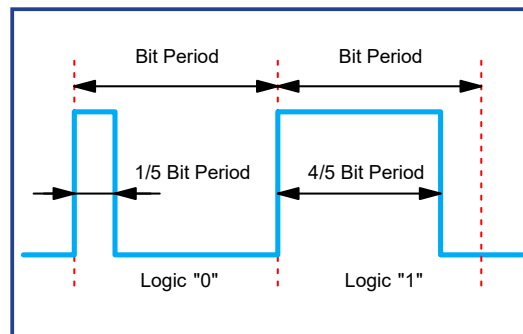 Bit Period
Bit Period
1/5 Bit Period
4/5 Bit Period
Logic "0"
Logic "1"